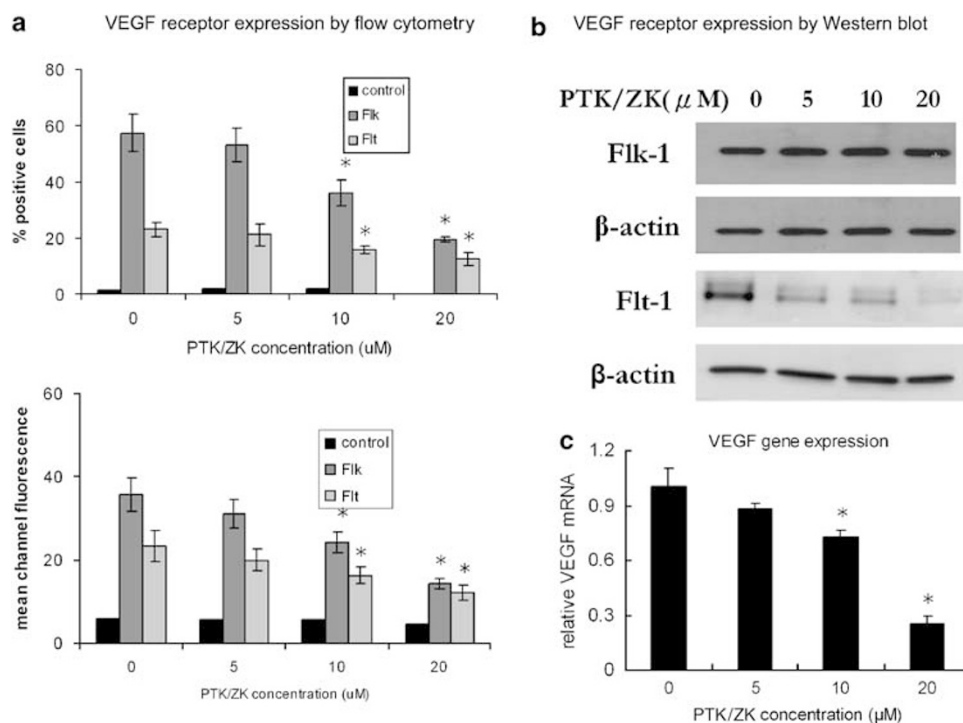 a
VEGF receptor expression by flow cytometry
80
60
40
20
0
% positive cells
control
Flk
Flt
*
*
*
*
0 5 10 20
PTK/ZK concentration (uM)
60
40
20
0
mean channel fluorescence
control
Flk
Flt
*
*
*
*
0 5 10 20
PTK/ZK concentration (uM)
b
VEGF receptor expression by Western blot
PTK/ZK(μM) 0 5 10 20
Flk-1
β-actin
Flt-1
β-actin
c
VEGF gene expression
1.2
0.9
0.6
0.3
0
relative VEGF mRNA
*
*
0 5 10 20
PTK/ZK concentration (μM)